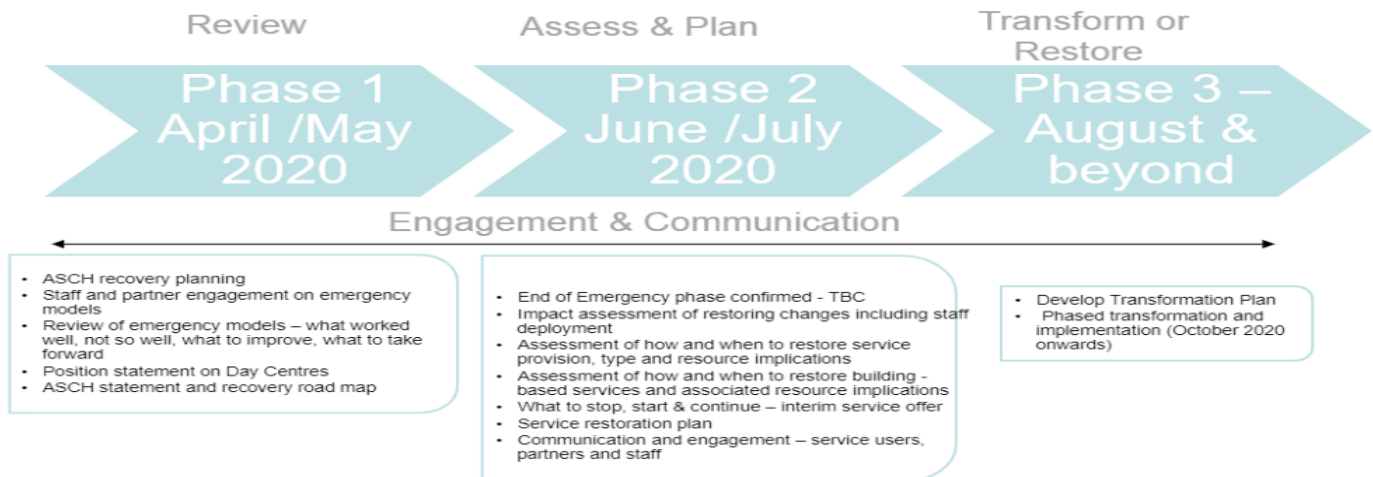 Review
Assess & Plan
Transform or
Restore
Phase 1
April /May
2020
Phase 2
June /July
2020
Phase 3 –
August &
beyond
Engagement & Communication
• ASCH recovery planning
• Staff and partner engagement on emergency
models
• Review of emergency models – what worked
well, not so well, what to improve, what to take
forward
• Position statement on Day Centres
• ASCH statement and recovery road map
• End of Emergency phase confirmed - TBC
• Impact assessment of restoring changes including staff
deployment
• Assessment of how and when to restore service
provision, type and resource implications
• Assessment of how and when to restore building -
based services and associated resource implications
• What to stop, start & continue – interim service offer
• Service restoration plan
• Communication and engagement – service users,
partners and staff
• Develop Transformation Plan
• Phased transformation and
implementation (October 2020
onwards)